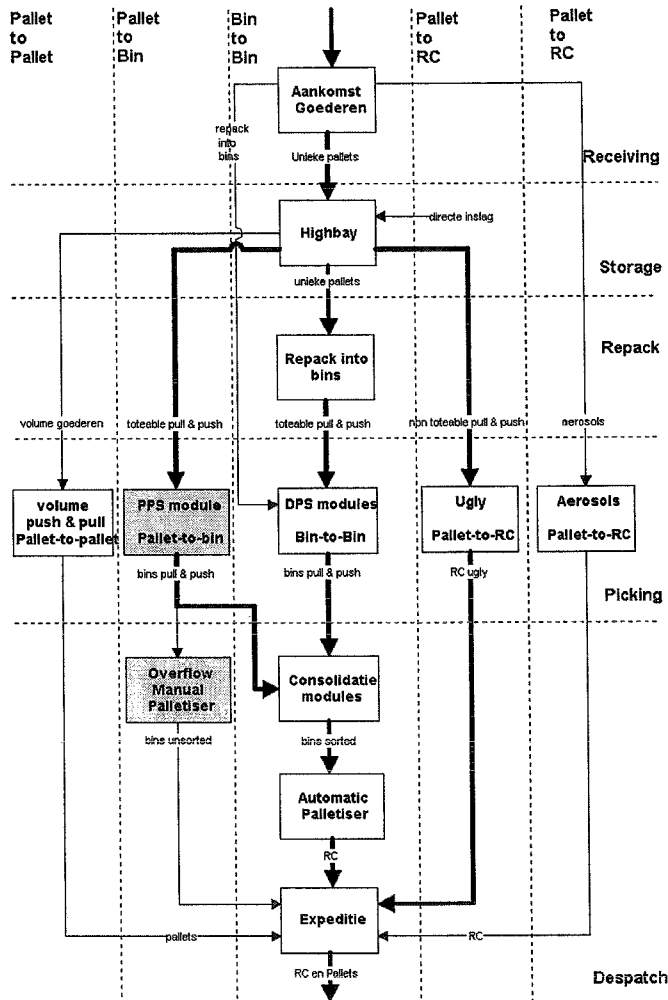 Pallet
to
Pallet
Pallet
to
Bin
Bin
to
Bin
Pallet
to
RC
Pallet
to
RC
Aankomst
Goederen
repack
into
bins
Unieke pallets
Receiving
Highbay
directe inslag
Storage
unieke pallets
Repack into
bins
Repack
volume goederen
toteable pull & push
toteable pull & push
non toteable pull & push
aerosols
volume
push & pull
Pallet-to-pallet
PPS module
Pallet-to-bin
DPS modules
Bin-to-Bin
Ugly
Pallet-to-RC
Aerosols
Pallet-to-RC
bins pull & push
bins pull & push
RC ugly
Picking
Overflow
Manual
Palletiser
Consolidatie
modules
bins unsorted
bins sorted
Automatic
Palletiser
RC
Expeditie
pallets
RC
RC en Pallets
Despatch